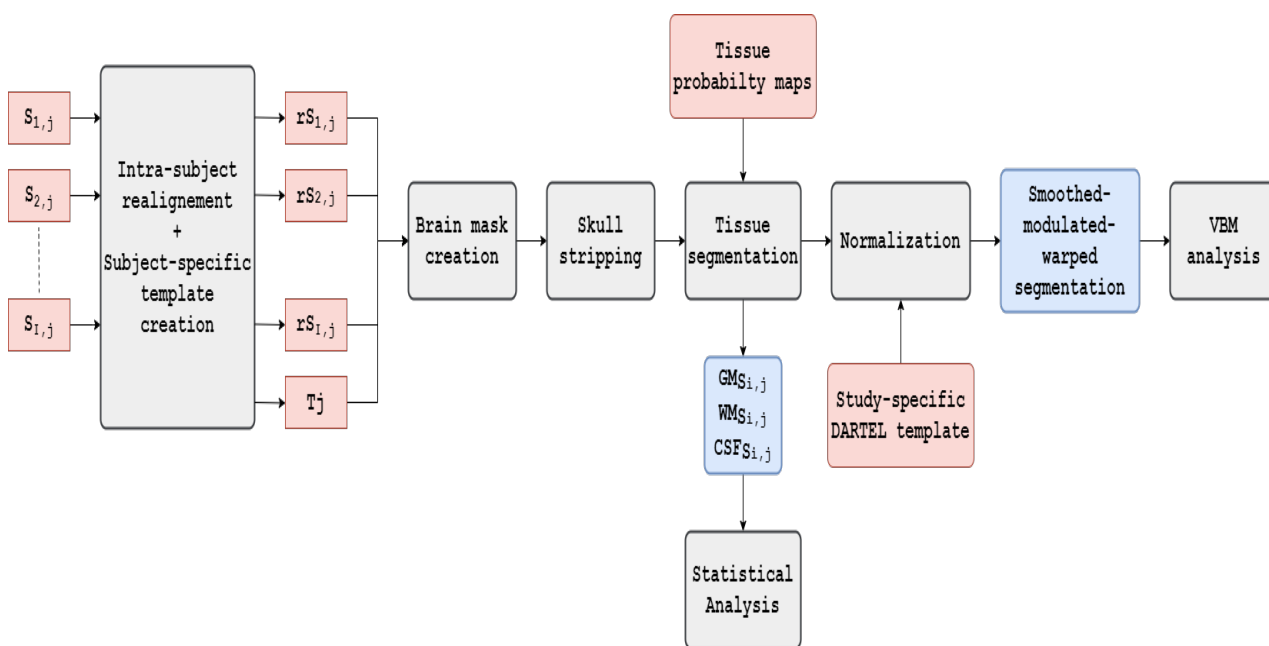 S1,j
S2,j
SI,j
Intra-subject
realignement
+
Subject-specific
template
creation
rS1,j
rS2,j
rSI,j
Tj
Brain mask
creation
Skull
stripping
Tissue
probabilty maps
Tissue
segmentation
GMSi,j
WMSi,j
CSFSi,j
Statistical
Analysis
Normalization
Study-specific
DARTEL template
Smoothed-
modulated-
warped
segmentation
VBM
analysis